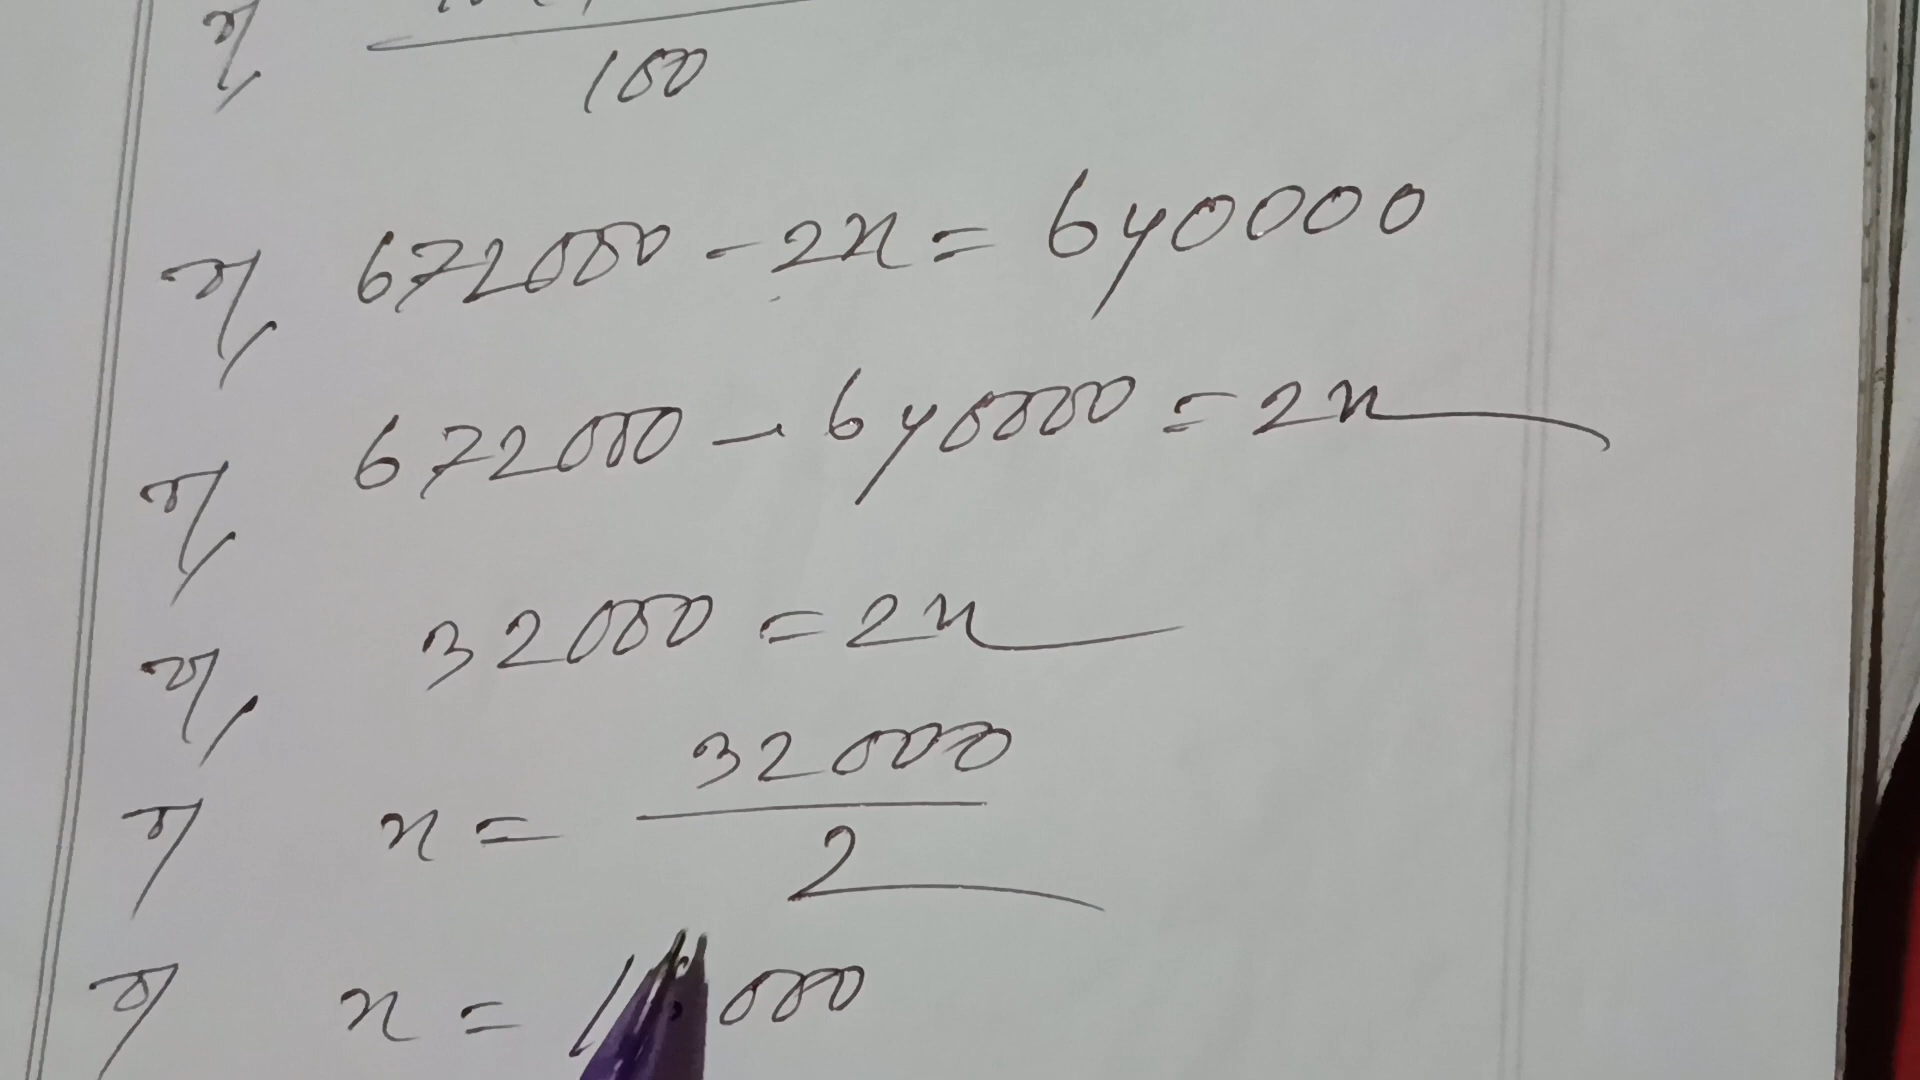 বা, 100
বা, 672000 - 2x = 640000
বা, 672000 - 640000 = 2x
বা, 32000 = 2x
বা, x = 32000 / 2
বা, x = 1 000